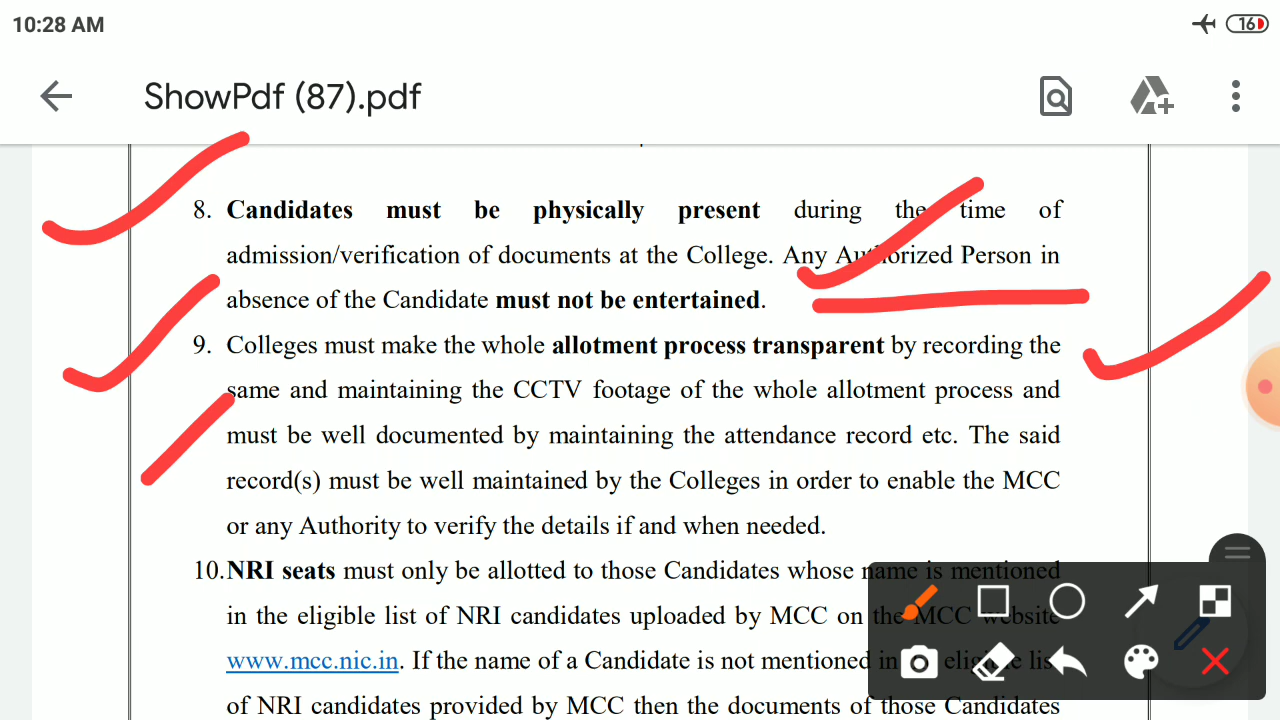 10:28 AM
16
ShowPdf (87).pdf
8. Candidates must be physically present during the time of
admission/verification of documents at the College. Any Authorized Person in
absence of the Candidate must not be entertained.
9. Colleges must make the whole allotment process transparent by recording the
same and maintaining the CCTV footage of the whole allotment process and
must be well documented by maintaining the attendance record etc. The said
record(s) must be well maintained by the Colleges in order to enable the MCC
or any Authority to verify the details if and when needed.
10. NRI seats must only be allotted to those Candidates whose name is mentioned
in the eligible list of NRI candidates uploaded by MCC on the MCC website
www.mcc.nic.in. If the name of a Candidate is not mentioned in eligible list
of NRI candidates provided by MCC then the documents of those Candidates